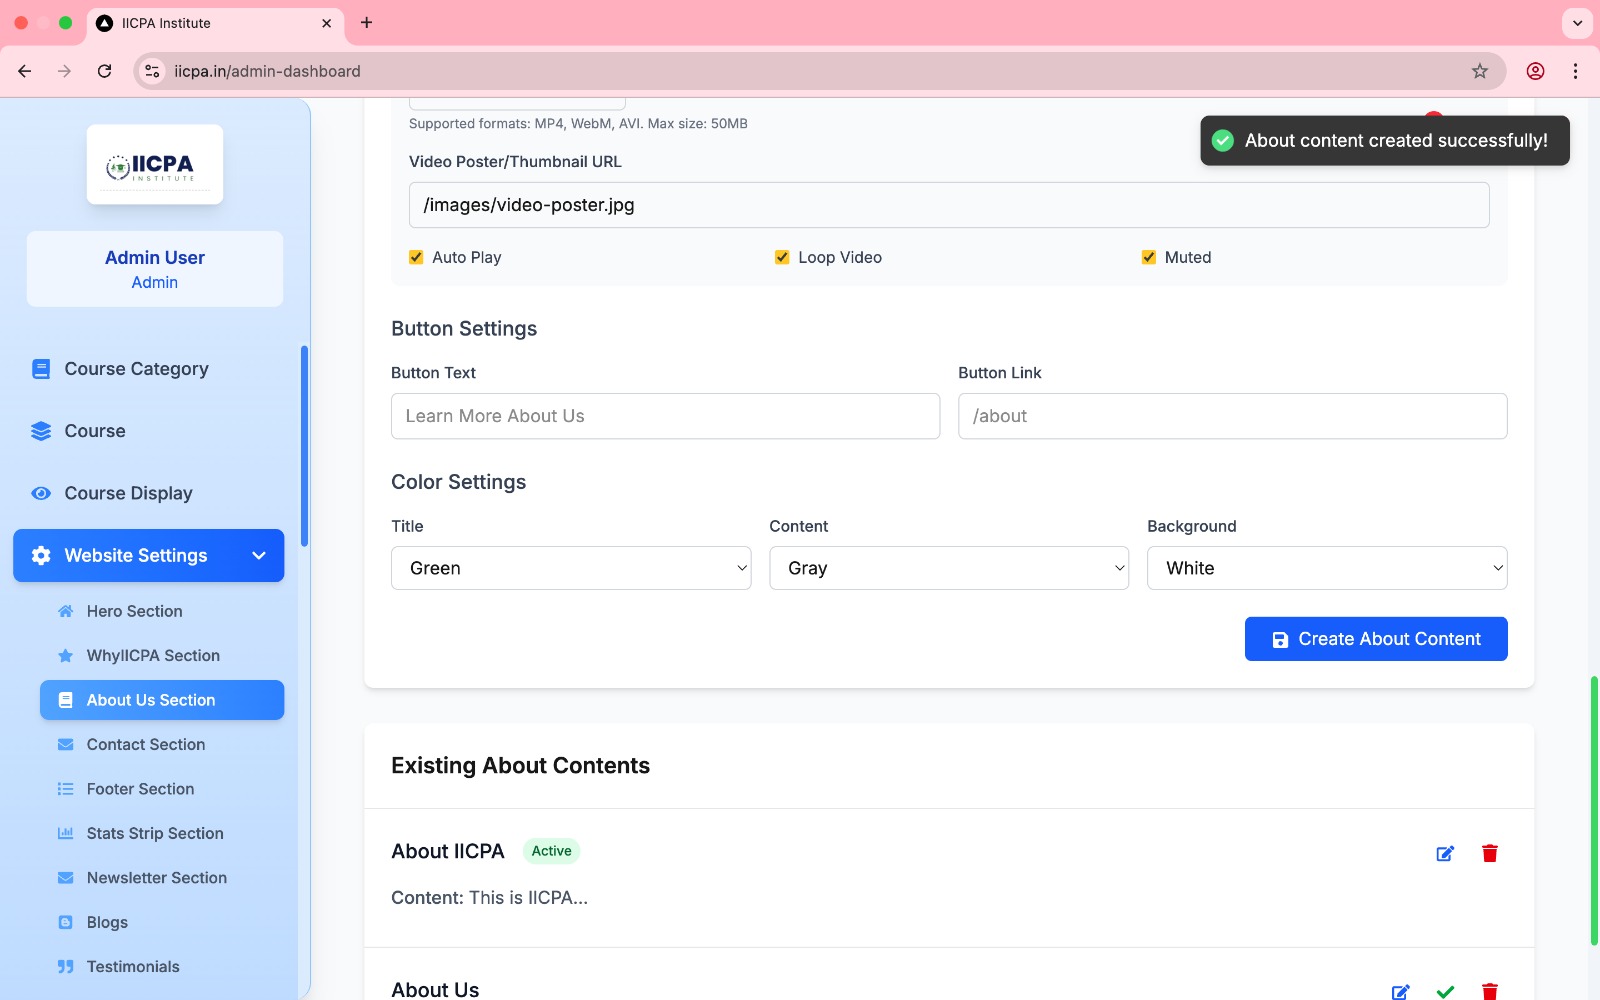 IICPA Institute
iicpa.in/admin-dashboard
IICPA
INSTITUTE
Admin User
Admin
Course Category
Course
Course Display
Website Settings
Hero Section
WhyIICPA Section
About Us Section
Contact Section
Footer Section
Stats Strip Section
Newsletter Section
Blogs
Testimonials
About content created successfully!
Supported formats: MP4, WebM, AVI. Max size: 50MB
Video Poster/Thumbnail URL
/images/video-poster.jpg
Auto Play Loop Video Muted
Button Settings
Button Text Button Link
Learn More About Us /about
Color Settings
Title Content Background
Green Gray White
Create About Content
Existing About Contents
About IICPA Active
Content: This is IICPA...
About Us